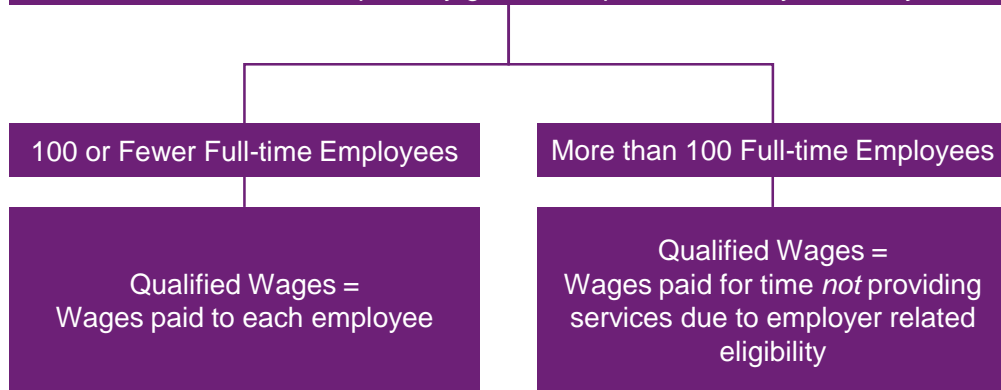 100 or Fewer Full-time Employees
More than 100 Full-time Employees
Qualified Wages =
Wages paid to each employee
Qualified Wages =
Wages paid for time not providing
services due to employer related
eligibility